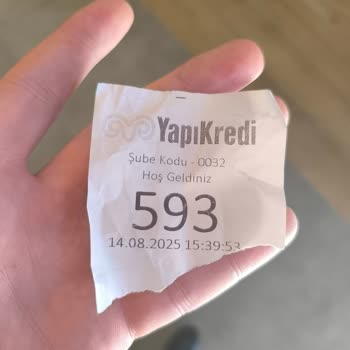 YapıKredi
Şube Kodu - 0032
Hoş Geldiniz
593
14.08.2025 15:39:53